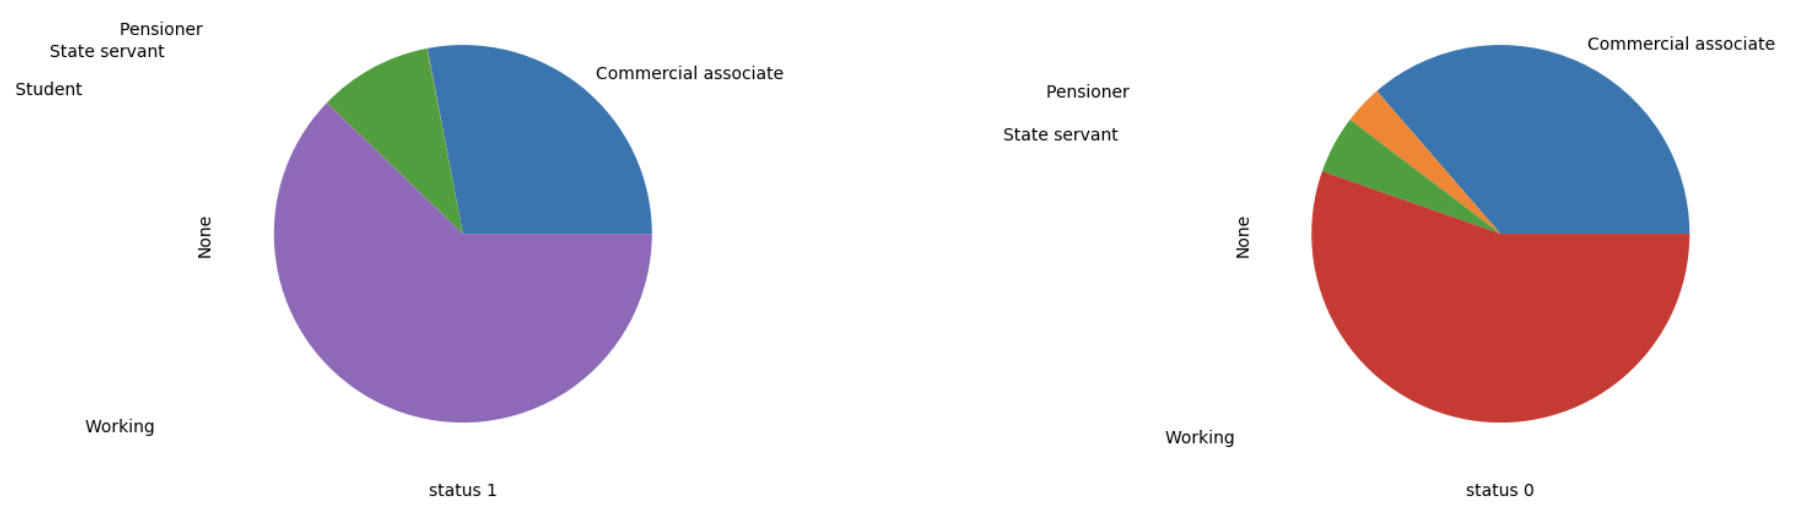 Pensioner
State servant
Student
Commercial associate
None
Working
status 1
Commercial associate
Pensioner
State servant
None
Working
status 0